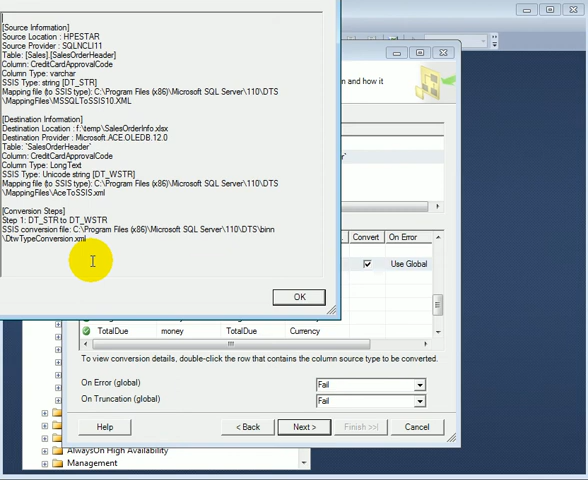 [Source Information]
Source Location : HPESTAR
Source Provider : SQLNCLI11
Table: [Sales].[SalesOrderHeader]
Column: CreditCardApprovalCode
Column Type: varchar
SSIS Type: string [DT_STR]
Mapping file (to SSIS type): C:\Program Files (x86)\Microsoft SQL Server\110\DTS
\MappingFiles\MSSQLToSSIS10.XML
[Destination Information]
Destination Location : f:\temp\SalesOrderInfo.xlsx
Destination Provider : Microsoft.ACE.OLEDB.12.0
Table: `SalesOrderHeader`
Column: CreditCardApprovalCode
Column Type: LongText
SSIS Type: Unicode string [DT_WSTR]
Mapping file (to SSIS type): C:\Program Files (x86)\Microsoft SQL Server\110\DTS
\MappingFiles\AceToSSIS.xml
[Conversion Steps]
Step 1: DT_STR to DT_WSTR
SSIS conversion file: C:\Program Files (x86)\Microsoft SQL Server\110\DTS\binn
\DtwTypeConversion.xml
OK
n and how it
Convert On Error
Use Global
TotalDue money TotalDue Currency
To view conversion details, double-click the row that contains the column source type to be converted.
On Error (global) Fail
On Truncation (global) Fail
Help < Back Next > Finish >>| Cancel
AlwaysOn High Availability
Management